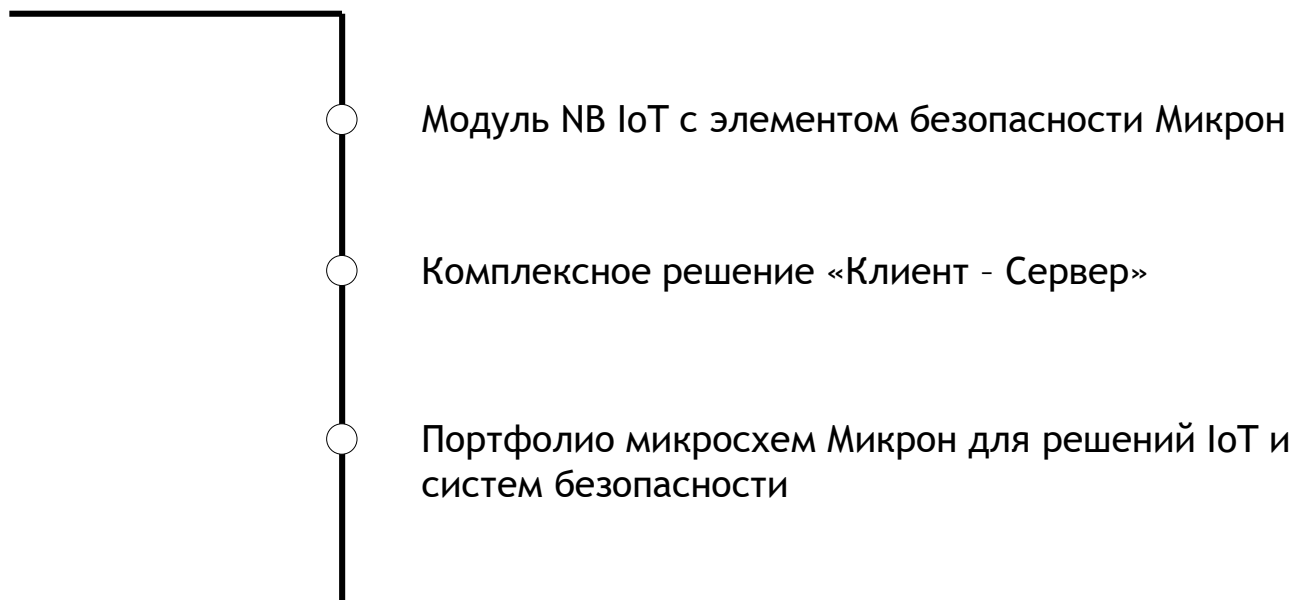 Модуль NB IoT с элементом безопасности Микрон
Комплексное решение «Клиент – Сервер»
Портфолио микросхем Микрон для решений IoT и
систем безопасности